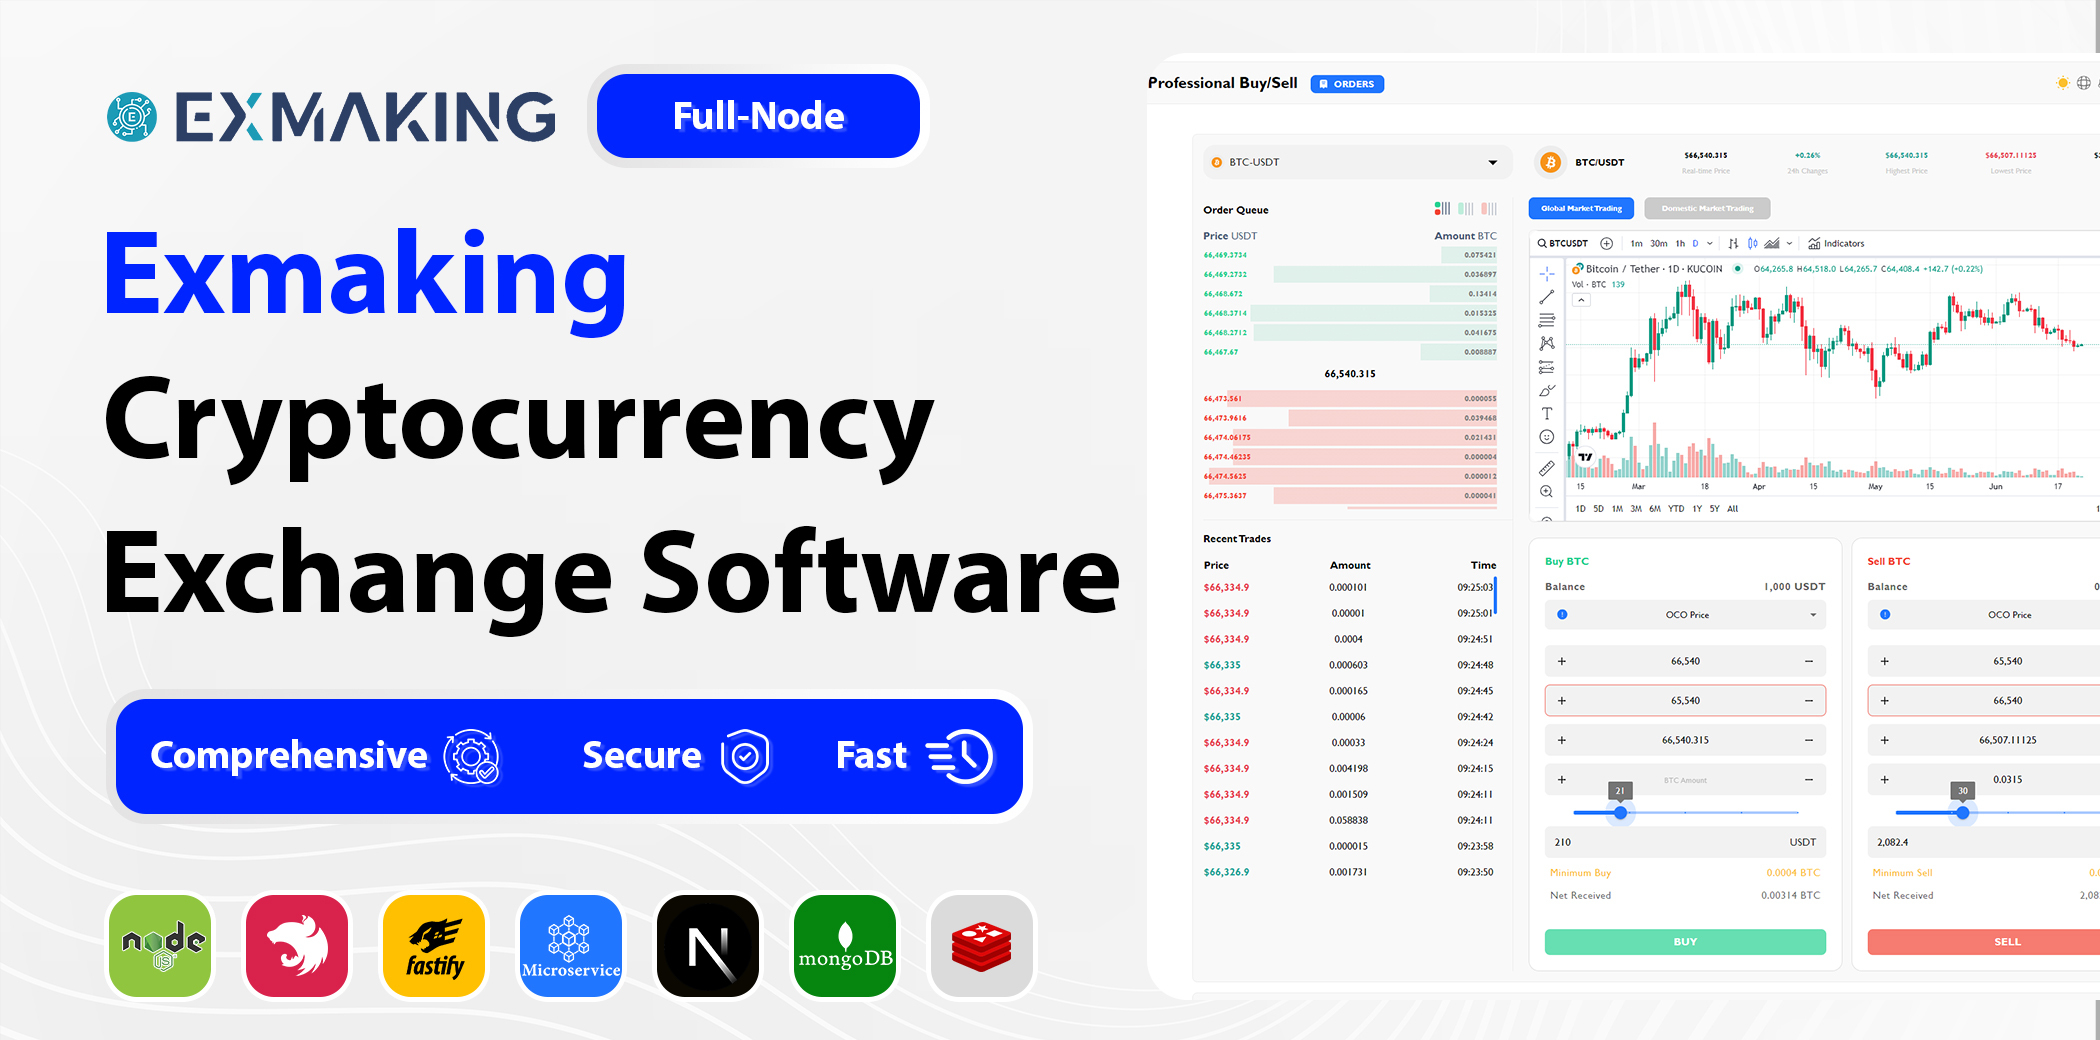 EXMAKING
Full-Node
Exmaking
Cryptocurrency
Exchange Software
Comprehensive
Secure
Fast
node
JS
fastify
Microservice
N
mongoDB
Professional Buy/Sell
ORDERS
BTC-USDT
Order Queue
Price USDT Amount BTC
66,469.3734 0.075421
66,469.2732 0.036897
66,468.672 0.13414
66,468.3714 0.015325
66,468.2712 0.041675
66,467.67 0.008887
66,540.315
66,473.561 0.000055
66,473.9616 0.039468
66,474.06175 0.021431
66,474.46235 0.000004
66,474.5625 0.000012
66,475.3637 0.000041
Recent Trades
Price Amount Time
$66,334.9 0.000101 09:25:03
$66,334.9 0.00001 09:25:01
$66,334.9 0.0004 09:24:51
$66,335 0.000603 09:24:48
$66,334.9 0.000165 09:24:45
$66,335 0.00006 09:24:42
$66,334.9 0.00033 09:24:24
$66,334.9 0.004198 09:24:15
$66,334.9 0.001509 09:24:11
$66,334.9 0.058838 09:24:11
$66,335 0.000015 09:23:58
$66,326.9 0.001731 09:23:50
BTC/USDT
$66,540.315 +0.26% $66,540.315 $66,507.11125
Real-time Price 24h Changes Highest Price Lowest Price
Global Market Trading
Domestic Market Trading
BTCUSDT 1m 30m 1h D Indicators
Bitcoin / Tether · 1D · KUCOIN O64,265.8 H64,518.0 L64,265.7 C64,408.4 +142.7 (+0.22%)
Vol · BTC 139
15 Mar 18 Apr 15 May 15 Jun 17
1D 5D 1M 3M 6M YTD 1Y 5Y All
Buy BTC
Balance 1,000 USDT
OCO Price
66,540
65,540
66,540.315
BTC Amount
21
210 USDT
Minimum Buy 0.0004 BTC
Net Received 0.00314 BTC
BUY
Sell BTC
Balance
OCO Price
65,540
66,540
66,507.11125
0.0315
30
2,082.4
Minimum Sell
Net Received
SELL